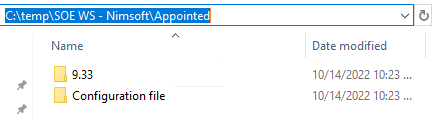 C:\temp\SOE WS - Nimsoft\Appointed
Name Date modified
9.33 10/14/2022 10:23 ...
Configuration file 10/14/2022 10:23 ...